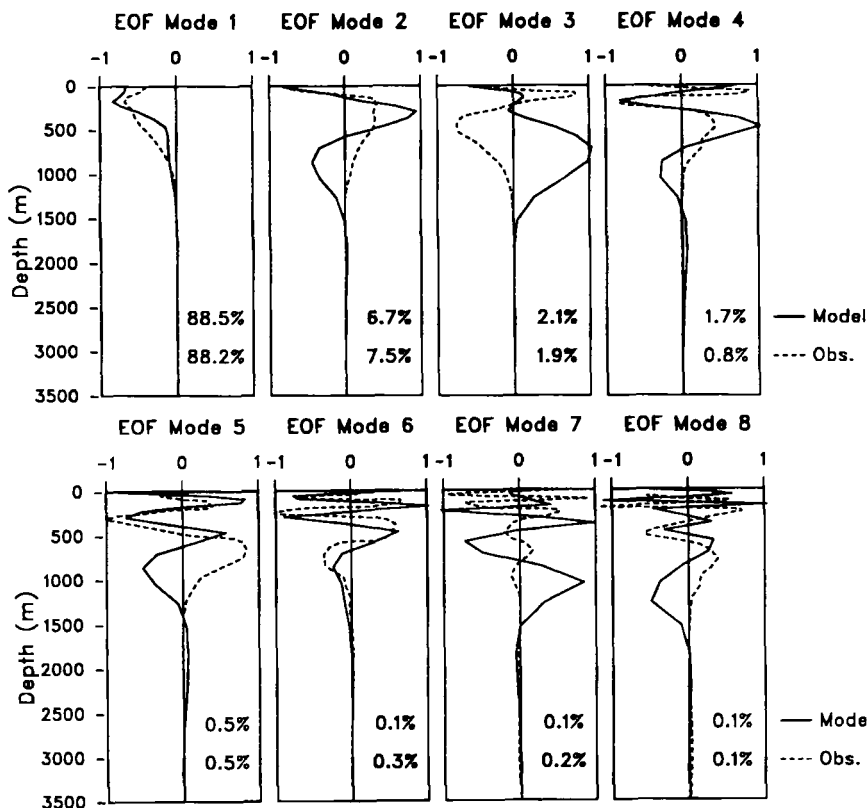 EOF Mode 1 EOF Mode 2 EOF Mode 3 EOF Mode 4
-1 0 1 -1 0 1 -1 0 1 -1 0 1
0
500
1000
1500
2000
2500
3000
3500
Depth (m)
88.5% 6.7% 2.1% 1.7% Model
88.2% 7.5% 1.9% 0.8% Obs.
EOF Mode 5 EOF Mode 6 EOF Mode 7 EOF Mode 8
-1 0 1 -1 0 1 -1 0 1 -1 0 1
0
500
1000
1500
2000
2500
3000
3500
Depth (m)
0.5% 0.1% 0.1% 0.1% Mode
0.5% 0.3% 0.2% 0.1% Obs.